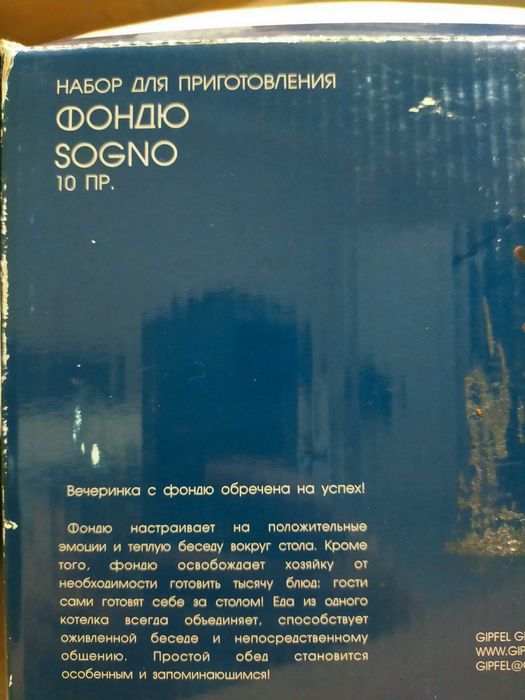 НАБОР ДЛЯ ПРИГОТОВЛЕНИЯ
ФОНДЮ
SOGNO
10 ПР.
Вечеринка с фондю обречена на успех!
Фондю настраивает на положительные
эмоции и теплую беседу вокруг стола. Кроме
того, фондю освобождает хозяйку от
необходимости готовить тысячу блюд: гости
сами готовят себе за столом! Еда из одного
котелка всегда объединяет, способствует
оживленной беседе и непосредственному
общению. Простой обед становится
особенным и запоминающимся!
GIPFEL